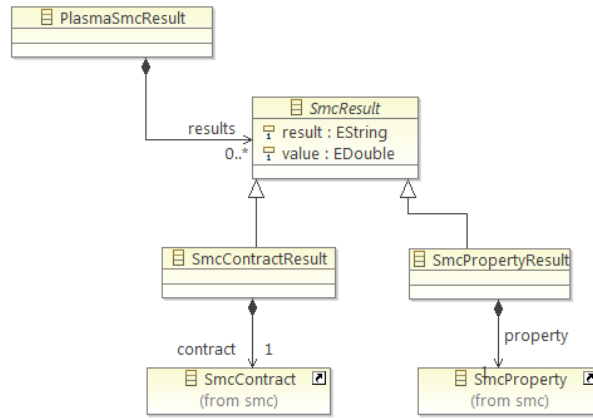 PlasmaSmcResult
SmcResult
result : EString
value : EDouble
results
0..*
SmcContractResult
SmcPropertyResult
contract
1
property
1
SmcContract
(from smc)
SmcProperty
(from smc)